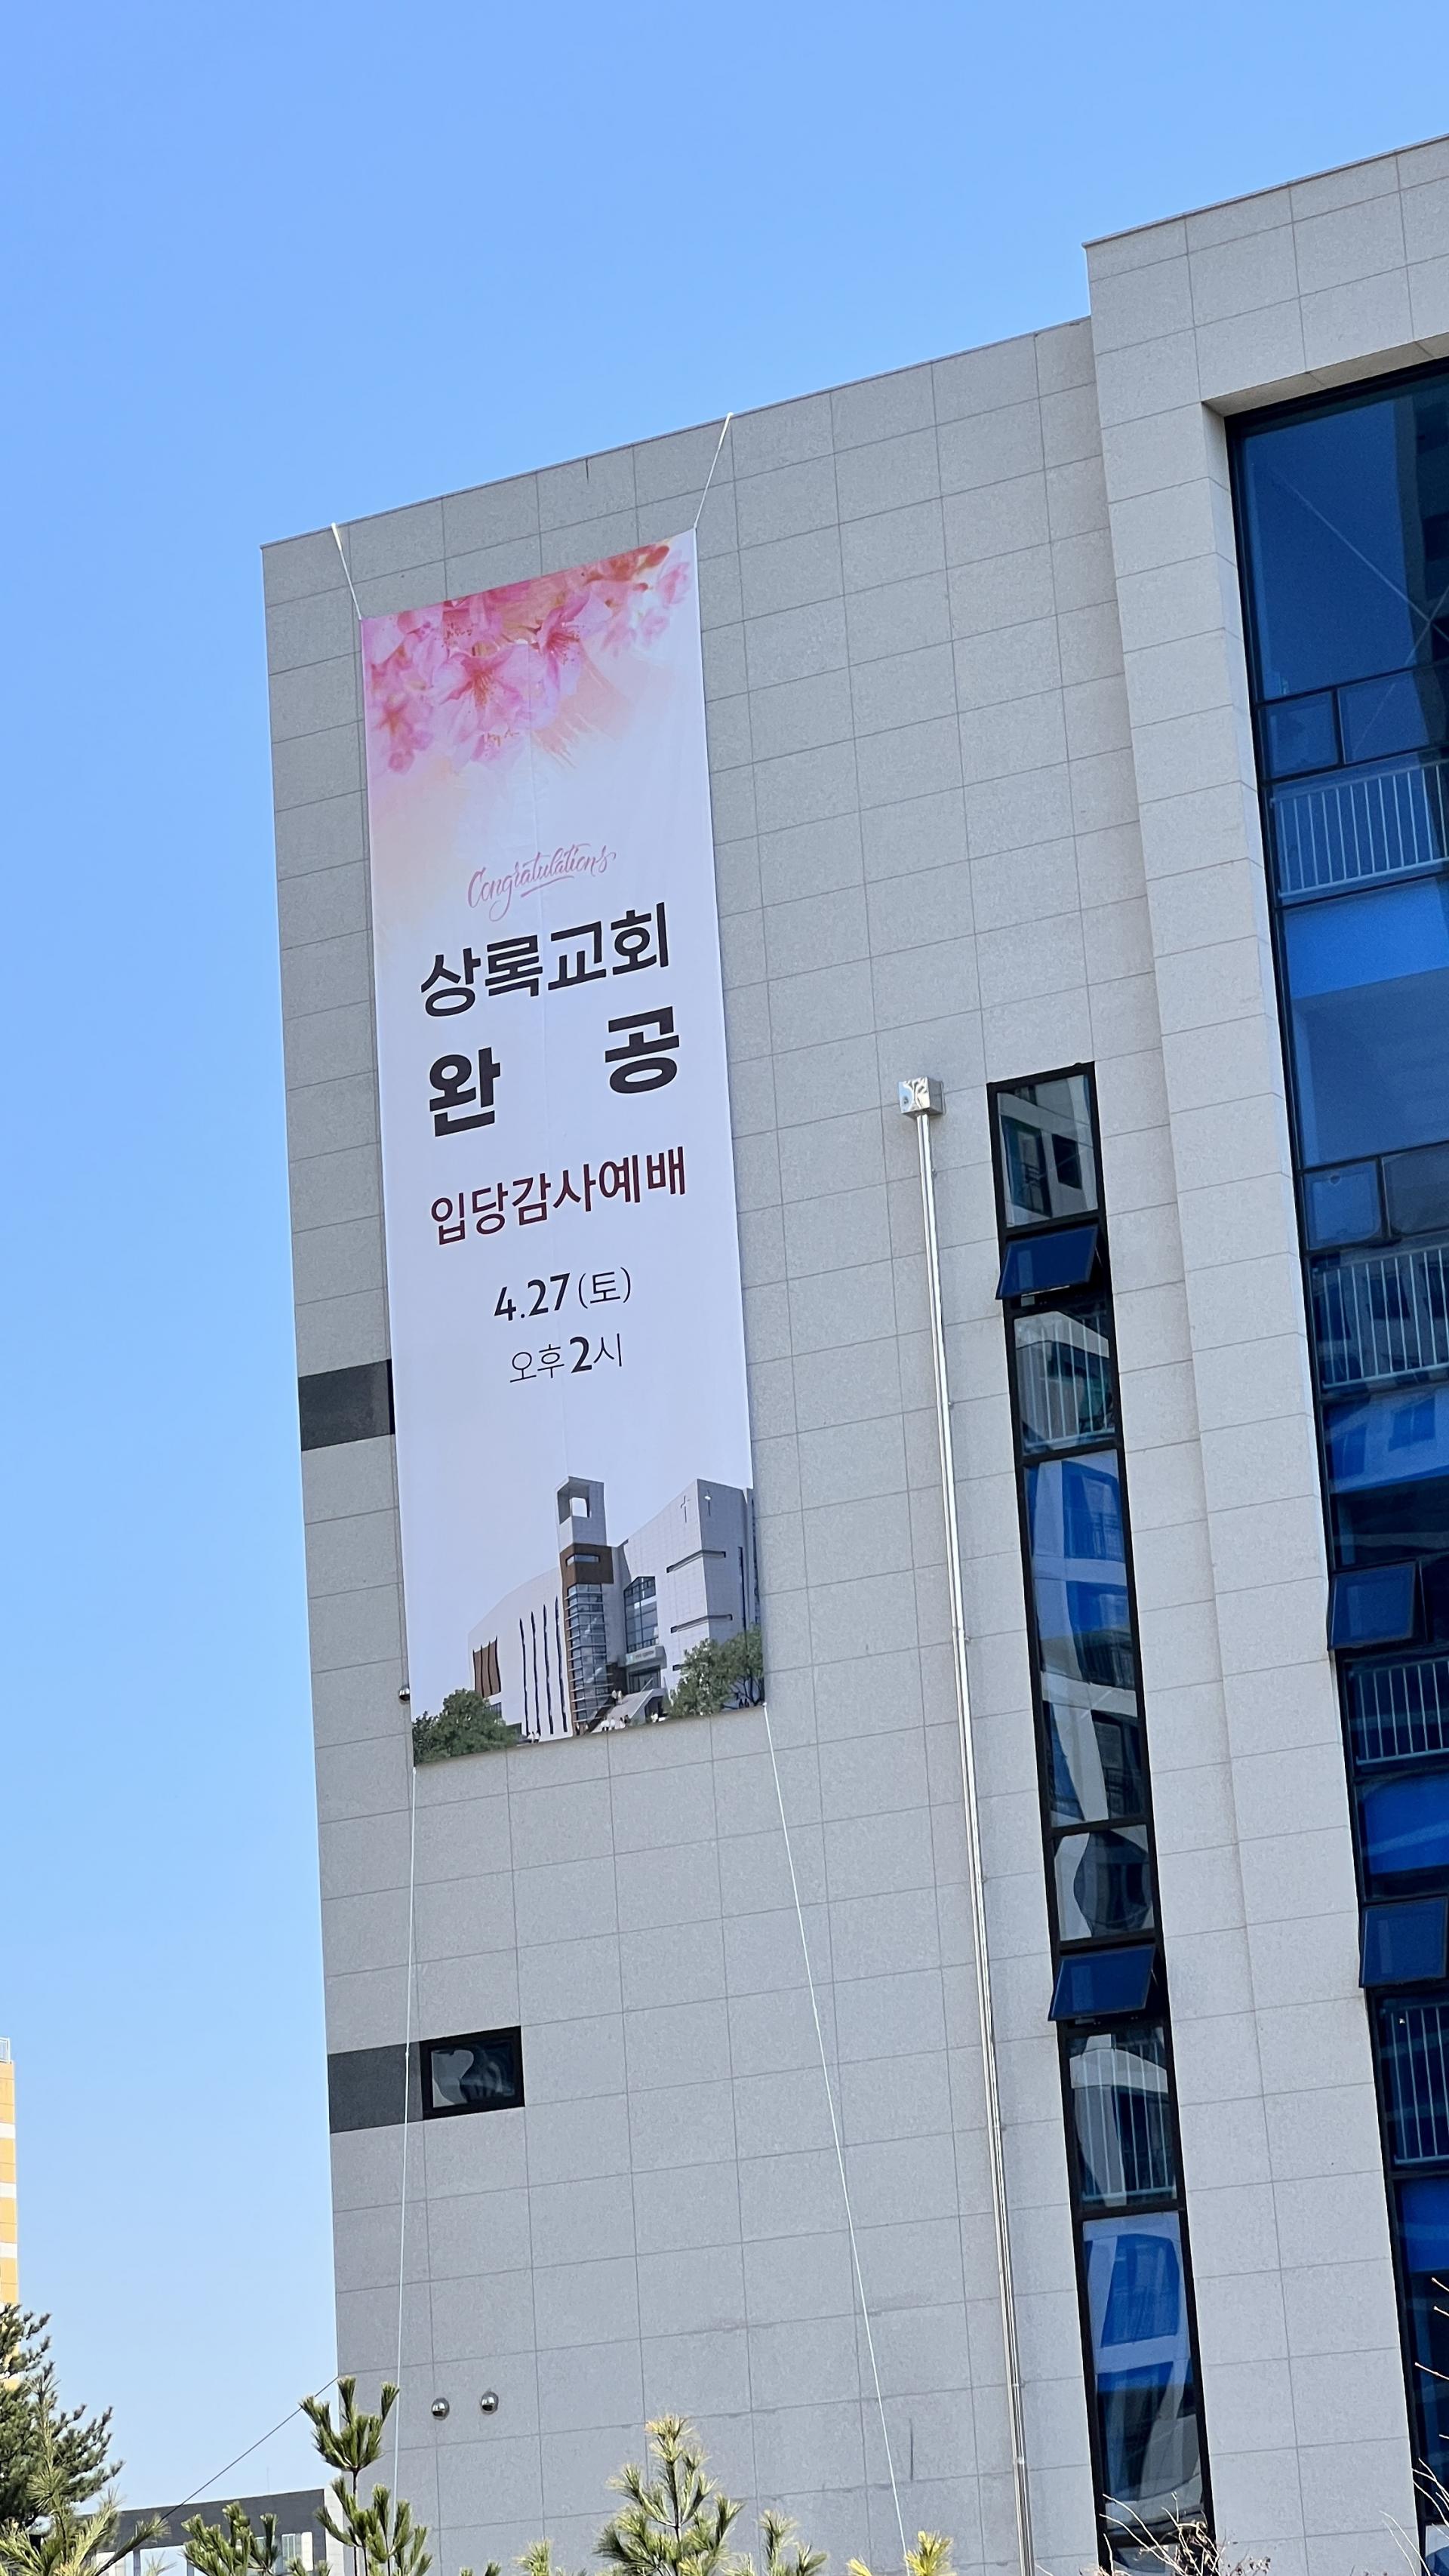 Congratulations
상록교회
완 공
입당감사예배
4.27(토)
오후2시